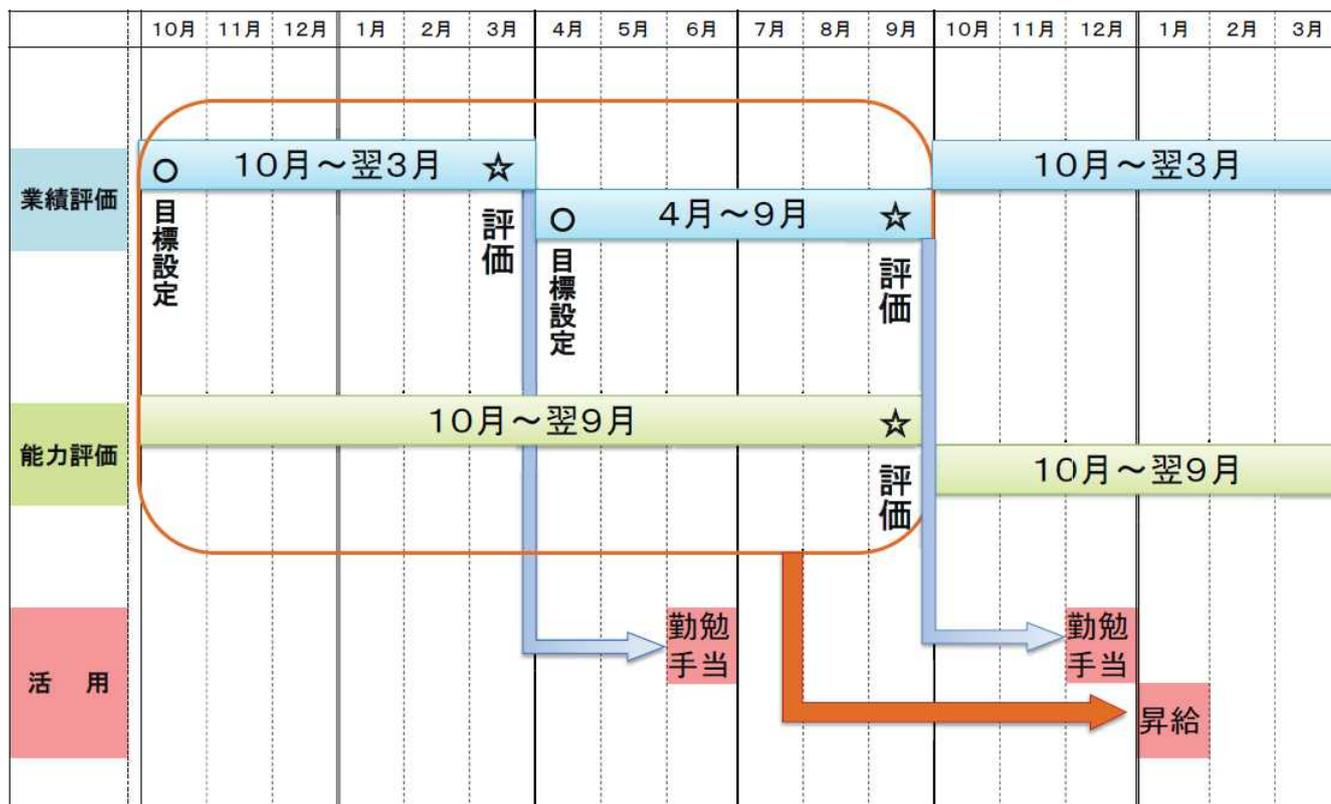 10月 11月 12月 1月 2月 3月 4月 5月 6月 7月 8月 9月 10月 11月 12月 1月 2月 3月
業績評価
○ 10月～翌3月 ☆
10月～翌3月
○ 4月～9月 ☆
目標設定
評価
目標設定
評価
能力評価
10月～翌9月 ☆
10月～翌9月
評価
活用
勤勉
手当
勤勉
手当
昇給